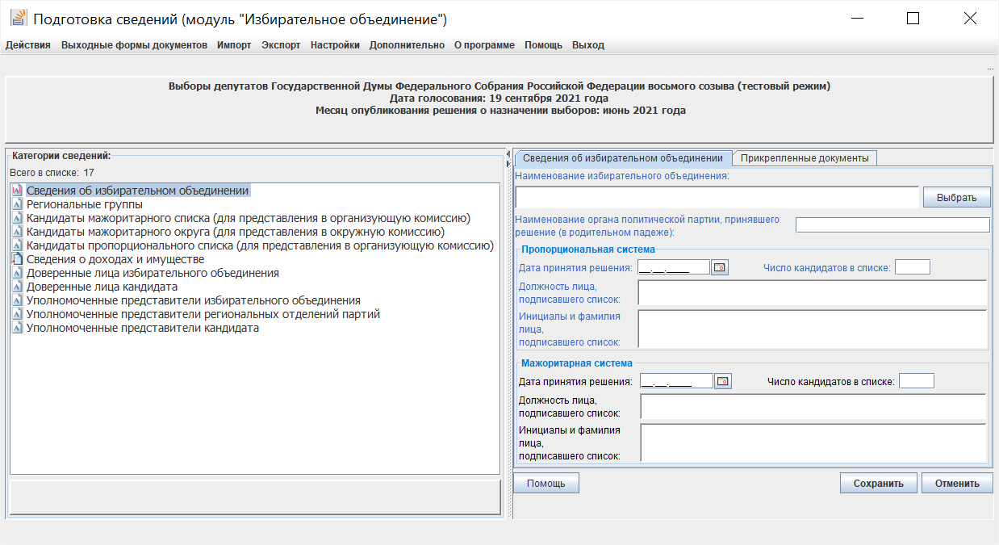 Подготовка сведений (модуль "Избирательное объединение")
Действия Выходные формы документов Импорт Экспорт Настройки Дополнительно О программе Помощь Выход
...
Выборы депутатов Государственной Думы Федерального Собрания Российской Федерации восьмого созыва (тестовый режим)
Дата голосования: 19 сентября 2021 года
Месяц опубликования решения о назначении выборов: июнь 2021 года
Категории сведений:
Всего в списке: 17
Сведения об избирательном объединении
Региональные группы
Кандидаты мажоритарного списка (для представления в организующую комиссию)
Кандидаты мажоритарного округа (для представления в окружную комиссию)
Кандидаты пропорционального списка (для представления в организующую комиссию)
Сведения о доходах и имуществе
Доверенные лица избирательного объединения
Доверенные лица кандидата
Уполномоченные представители избирательного объединения
Уполномоченные представители региональных отделений партий
Уполномоченные представители кандидата
Сведения об избирательном объединении Прикрепленные документы
Наименование избирательного объединения:
Выбрать
Наименование органа политической партии, принявшего
решение (в родительном падеже):
Пропорциональная система
Дата принятия решения: __.__.____ Число кандидатов в списке:
Должность лица,
подписавшего список:
Инициалы и фамилия
лица,
подписавшего список:
Мажоритарная система
Дата принятия решения: __.__.____ Число кандидатов в списке:
Должность лица,
подписавшего список:
Инициалы и фамилия
лица,
подписавшего список:
Помощь Сохранить Отменить